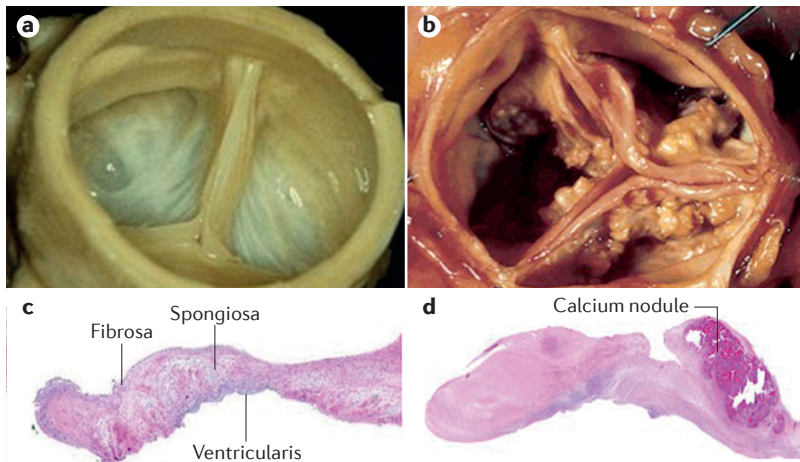 a
b
c
Fibrosa
Spongiosa
Ventricularis
d
Calcium nodule